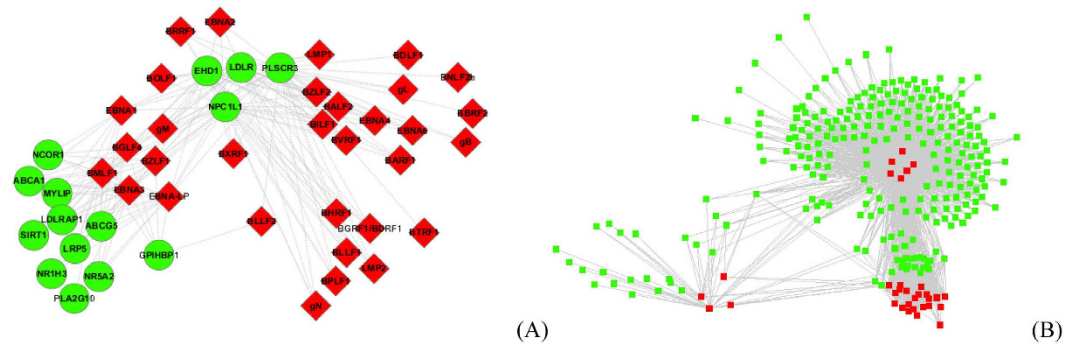 EBNA2
BRRF1
LMP1
BDLF1
LDLR
PLSCR3
EHD1
BOLF1
BNLF2b
gL
BZLF2
NPC1L1
BALF2
EBNA1
BBRF2
EBNA4
BILF1
gM
EBNA6
BVRF1
gB
BGLF4
NCOR1
BXRF1
BZLF1
BARF1
BMLF1
ABCA1
MYLIP
EBNA3
EBNA-LP
BHRF1
LDLRAP1
BLLF3
ABCG5
BGRF1/BDRF1
BTRF1
SIRT1
LRP5
BLLF1
GPIHBP1
LMP2
NR1H3
NR5A2
BPLF1
PLA2G10
gN
(A)
(B)